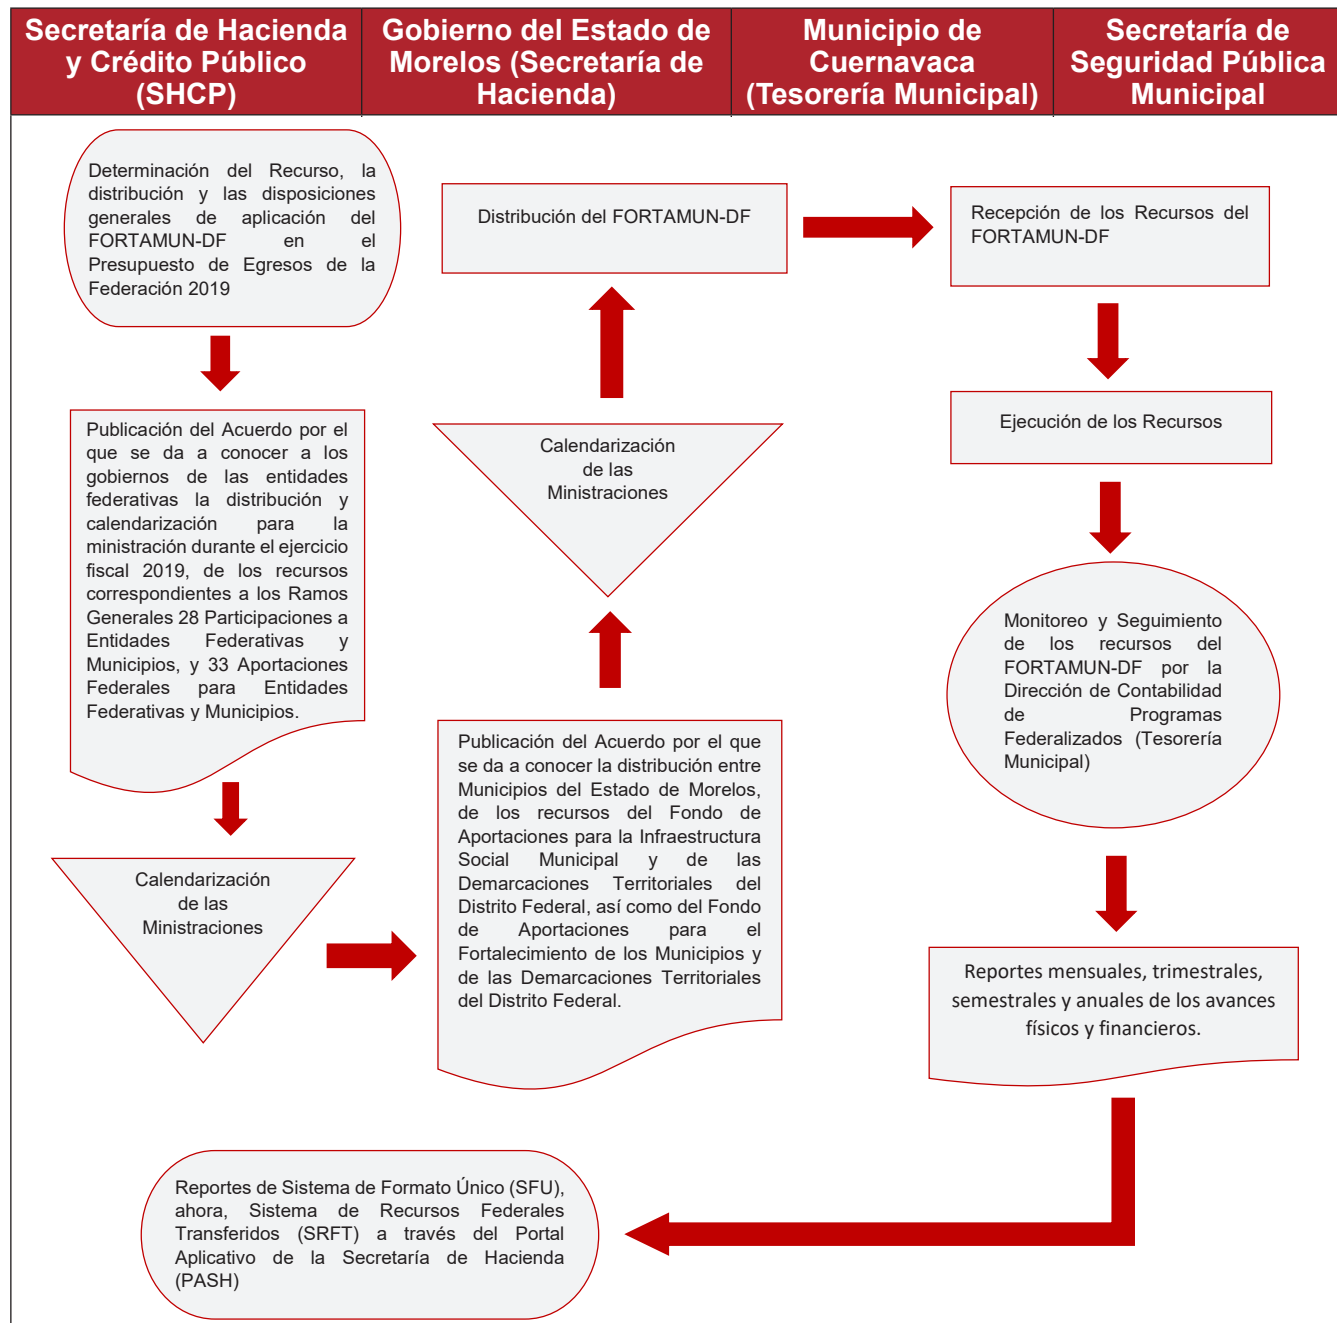 Secretaría de Hacienda
y Crédito Público
(SHCP)
Gobierno del Estado de
Morelos (Secretaría de
Hacienda)
Municipio de
Cuernavaca
(Tesorería Municipal)
Secretaría de
Seguridad Pública
Municipal
Determinación del Recurso, la
distribución y las disposiciones
generales de aplicación del
FORTAMUN-DF en el
Presupuesto de Egresos de la
Federación 2019
Publicación del Acuerdo por el
que se da a conocer a los
gobiernos de las entidades
federativas la distribución y
calendarización para la
ministración durante el ejercicio
fiscal 2019, de los recursos
correspondientes a los Ramos
Generales 28 Participaciones a
Entidades Federativas y
Municipios, y 33 Aportaciones
Federales para Entidades
Federativas y Municipios.
Calendarización
de las
Ministraciones
Publicación del Acuerdo por el que
se da a conocer la distribución entre
Municipios del Estado de Morelos,
de los recursos del Fondo de
Aportaciones para la Infraestructura
Social Municipal y de las
Demarcaciones Territoriales del
Distrito Federal, así como del Fondo
de Aportaciones para el
Fortalecimiento de los Municipios y
de las Demarcaciones Territoriales
del Distrito Federal.
Calendarización
de las
Ministraciones
Distribución del FORTAMUN-DF
Recepción de los Recursos del
FORTAMUN-DF
Ejecución de los Recursos
Monitoreo y Seguimiento
de los recursos del
FORTAMUN-DF por la
Dirección de Contabilidad
de Programas
Federalizados (Tesorería
Municipal)
Reportes mensuales, trimestrales,
semestrales y anuales de los avances
físicos y financieros.
Reportes de Sistema de Formato Único (SFU),
ahora, Sistema de Recursos Federales
Transferidos (SRFT) a través del Portal
Aplicativo de la Secretaría de Hacienda
(PASH)